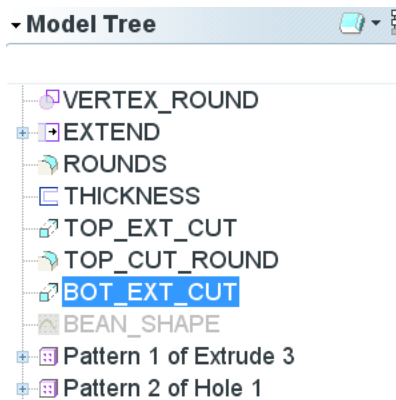 Model Tree
VERTEX_ROUND
EXTEND
ROUNDS
THICKNESS
TOP_EXT_CUT
TOP_CUT_ROUND
BOT_EXT_CUT
BEAN_SHAPE
Pattern 1 of Extrude 3
Pattern 2 of Hole 1